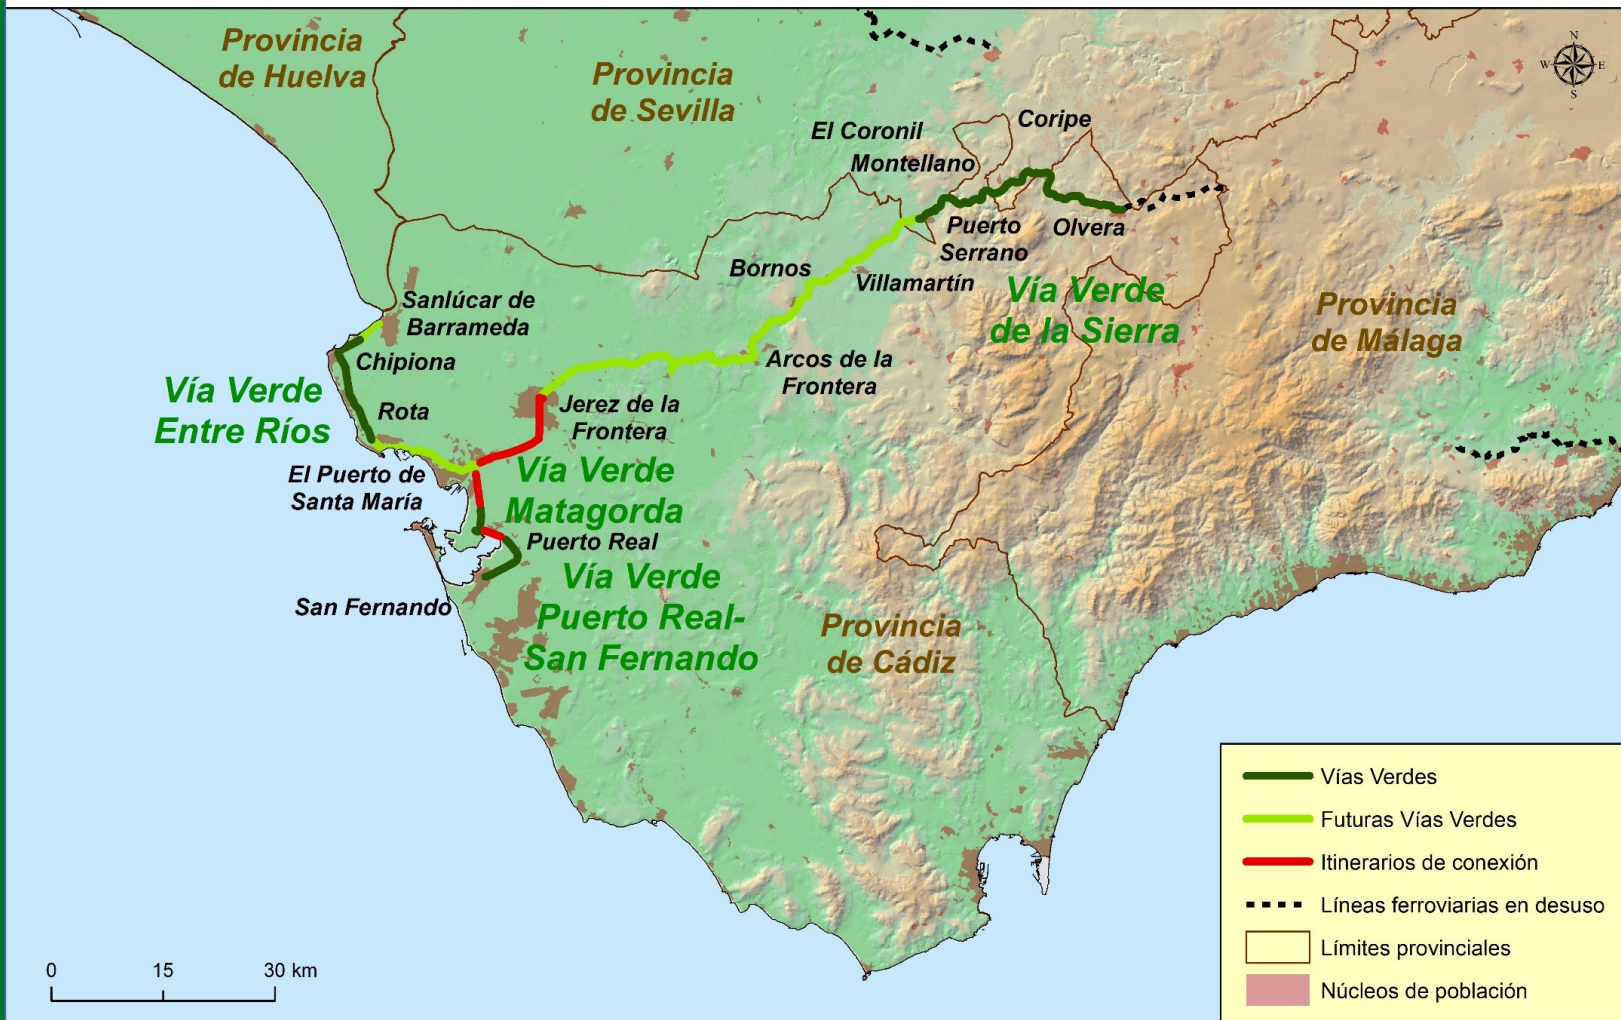 Provincia
de Huelva
Provincia
de Sevilla
N
W
E
S
El Coronil
Coripe
Montellano
Puerto
Serrano
Olvera
Bornos
Villamartín
Vía Verde
de la Sierra
Provincia
de Málaga
Sanlúcar de
Barrameda
Chipiona
Arcos de la
Frontera
Vía Verde
Entre Ríos
Rota
Jerez de la
Frontera
El Puerto de
Santa María
Vía Verde
Matagorda
Puerto Real
Vía Verde
Puerto Real-
San Fernando
San Fernando
Provincia
de Cádiz
Vías Verdes
Futuras Vías Verdes
Itinerarios de conexión
Líneas ferroviarias en desuso
Límites provinciales
Núcleos de población
0 15 30 km